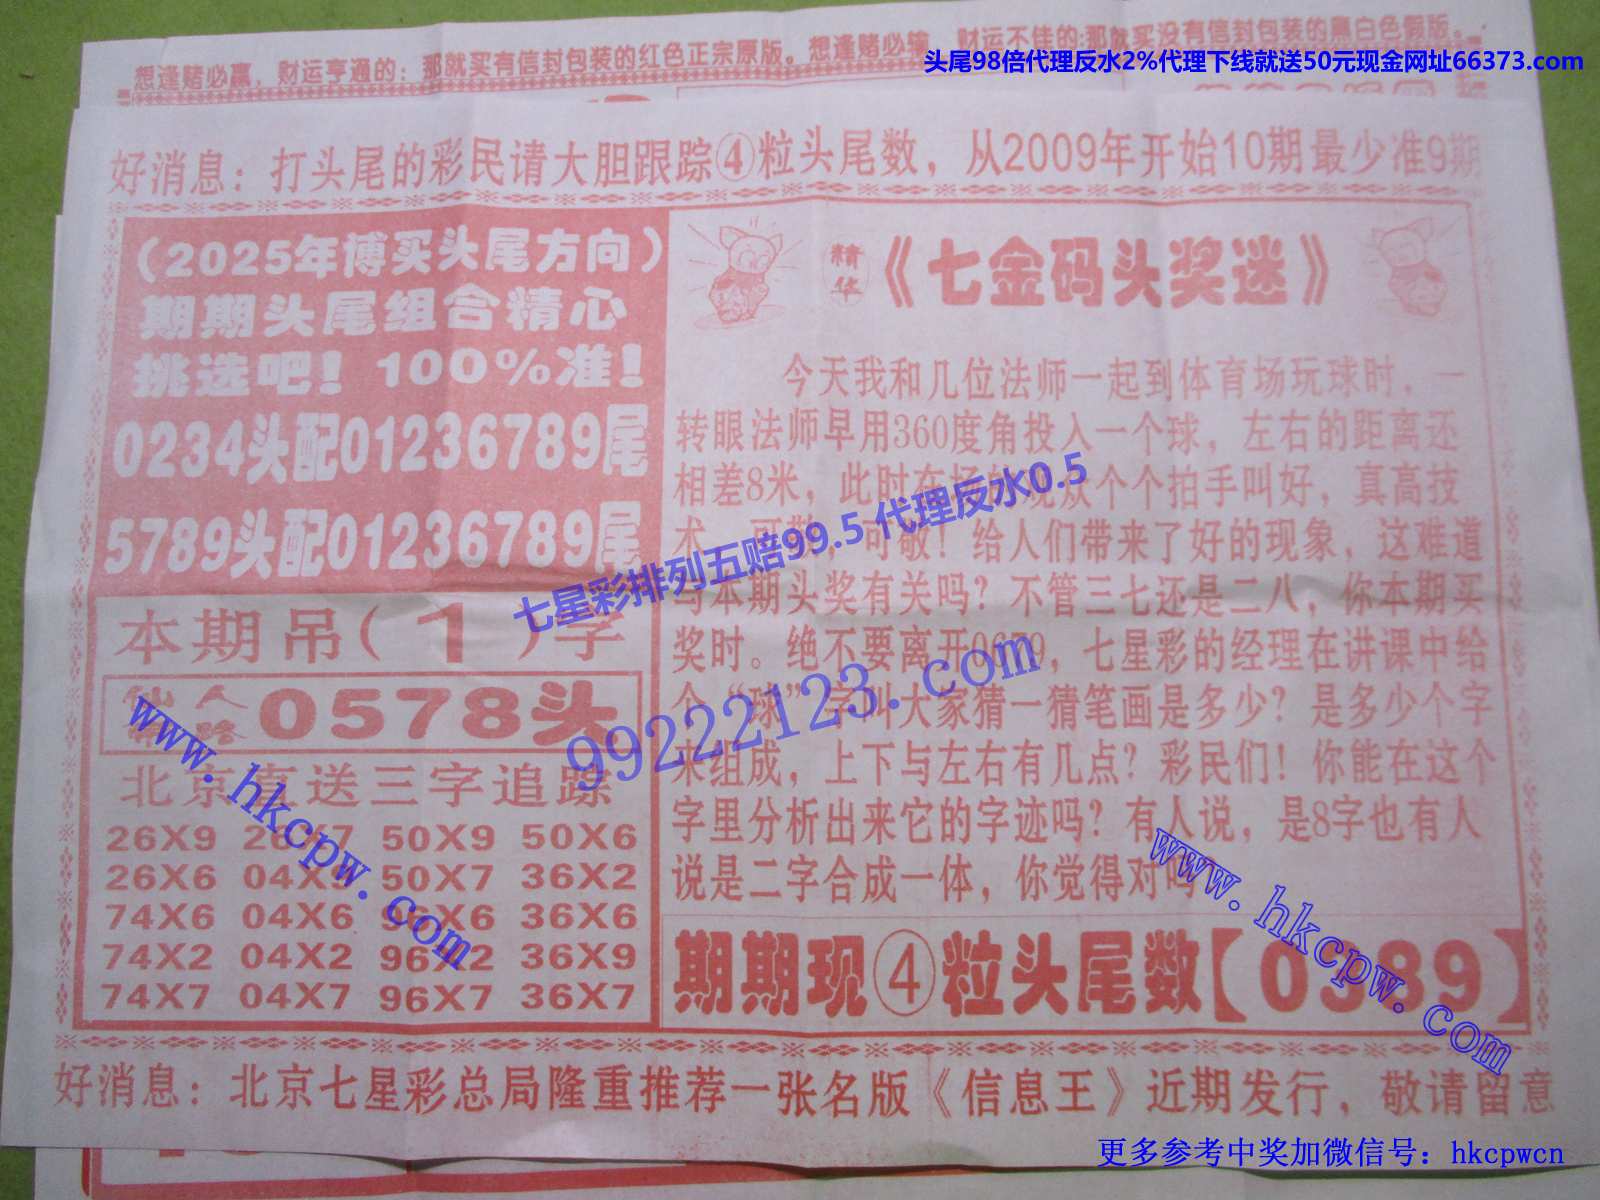 想逢赌必赢，财运亨通的：那就买有信封包装的红色正宗原版。想逢赌必输，财运不佳的：那就买没有信封包装的黑白色假版。
头尾98倍代理反水2%代理下线就送50元现金网址66373.com
好消息：打头尾的彩民请大胆跟踪④粒头尾数，从2009年开始10期最少准9期
（2025年博买头尾方向）
期期头尾组合精心
挑选吧！100%准！
0234头配01236789尾
5789头配01236789尾
本期吊（1）字
0578头
北京直送三字追踪
26X9 26X7 50X9 50X6
26X6 04X9 50X7 36X2
74X6 04X6 96X6 36X6
74X2 04X2 96X2 36X9
74X7 04X7 96X7 36X7
精华《七金码头奖迷》
今天我和几位法师一起到体育场玩球时，一
转眼法师早用360度角投入一个球，左右的距离还
相差8米，此时在场的观众个个拍手叫好，真高技
术，可敬！可敬！给人们带来了好的现象，这难道
与本期头奖有关吗？不管三七还是二八，你本期买
奖时。绝不要离开0679，七星彩的经理在讲课中给
个“球”字叫大家猜一猜笔画是多少？是多少个字
来组成，上下与左右有几点？彩民们！你能在这个
字里分析出来它的字迹吗？有人说，是8字也有人
说是二字合成一体，你觉得对吗
期期现④粒头尾数【0389】
好消息：北京七星彩总局隆重推荐一张名版《信息王》近期发行，敬请留意
七星彩排列五赔99.5 代理反水0.5
99222123.com
www.hkcpw.com
www.hkcpw.com
更多参考中奖加微信号：hkcpwcn